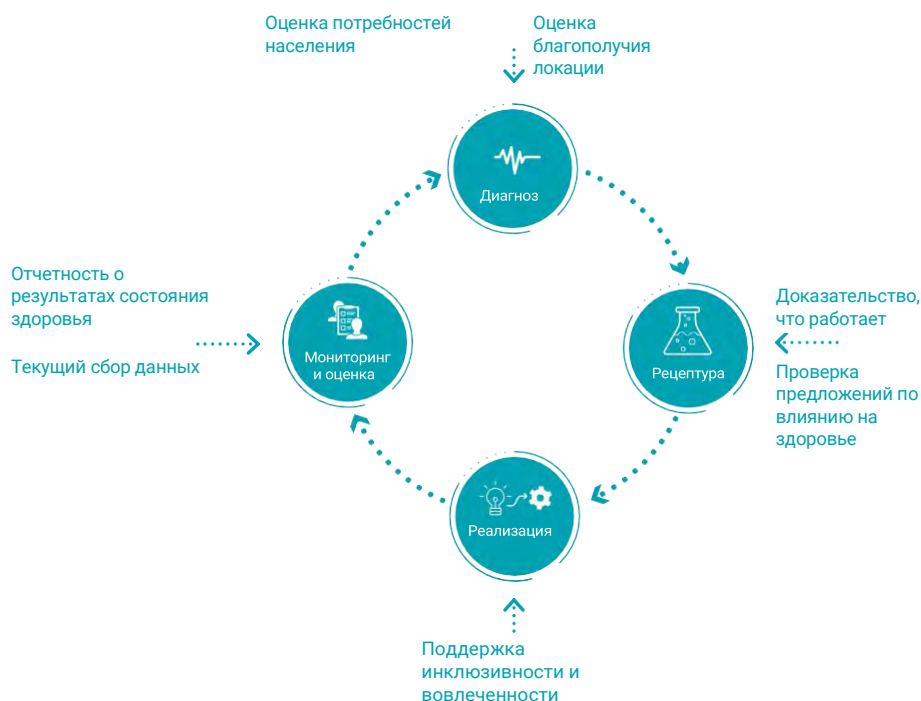 Оценка потребностей
населения
Оценка
благополучия
локации
Диагноз
Отчетность о
результатах состояния
здоровья
Текущий сбор данных
Мониторинг
и оценка
Рецептура
Доказательство,
что работает
Проверка
предложений по
влиянию на
здоровье
Реализация
Поддержка
инклюзивности и
вовлеченности